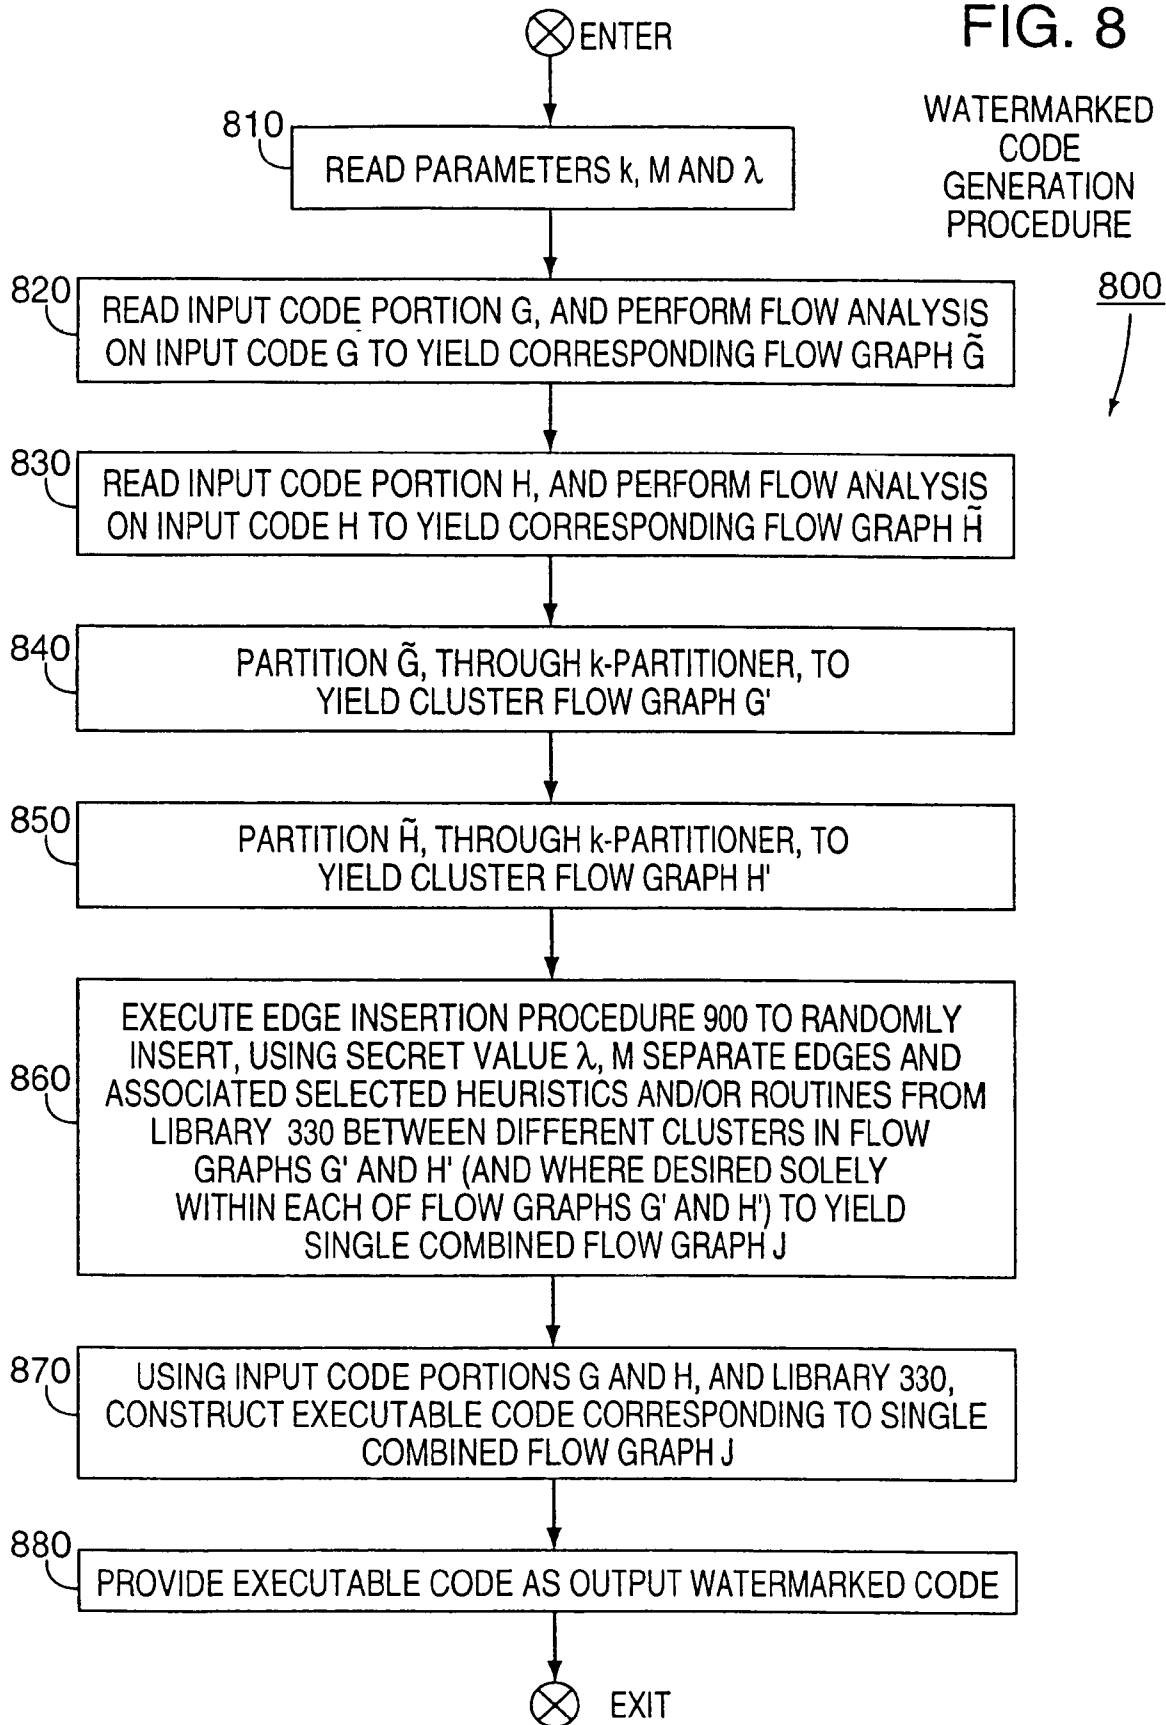 FIG. 8
WATERMARKED
CODE
GENERATION
PROCEDURE
800
ENTER
810
READ PARAMETERS k, M AND λ
820
READ INPUT CODE PORTION G, AND PERFORM FLOW ANALYSIS
ON INPUT CODE G TO YIELD CORRESPONDING FLOW GRAPH G̃
830
READ INPUT CODE PORTION H, AND PERFORM FLOW ANALYSIS
ON INPUT CODE H TO YIELD CORRESPONDING FLOW GRAPH H̃
840
PARTITION G̃, THROUGH k-PARTITIONER, TO
YIELD CLUSTER FLOW GRAPH G'
850
PARTITION H̃, THROUGH k-PARTITIONER, TO
YIELD CLUSTER FLOW GRAPH H'
860
EXECUTE EDGE INSERTION PROCEDURE 900 TO RANDOMLY
INSERT, USING SECRET VALUE λ, M SEPARATE EDGES AND
ASSOCIATED SELECTED HEURISTICS AND/OR ROUTINES FROM
LIBRARY 330 BETWEEN DIFFERENT CLUSTERS IN FLOW
GRAPHS G' AND H' (AND WHERE DESIRED SOLELY
WITHIN EACH OF FLOW GRAPHS G' AND H') TO YIELD
SINGLE COMBINED FLOW GRAPH J
870
USING INPUT CODE PORTIONS G AND H, AND LIBRARY 330,
CONSTRUCT EXECUTABLE CODE CORRESPONDING TO SINGLE
COMBINED FLOW GRAPH J
880
PROVIDE EXECUTABLE CODE AS OUTPUT WATERMARKED CODE
EXIT